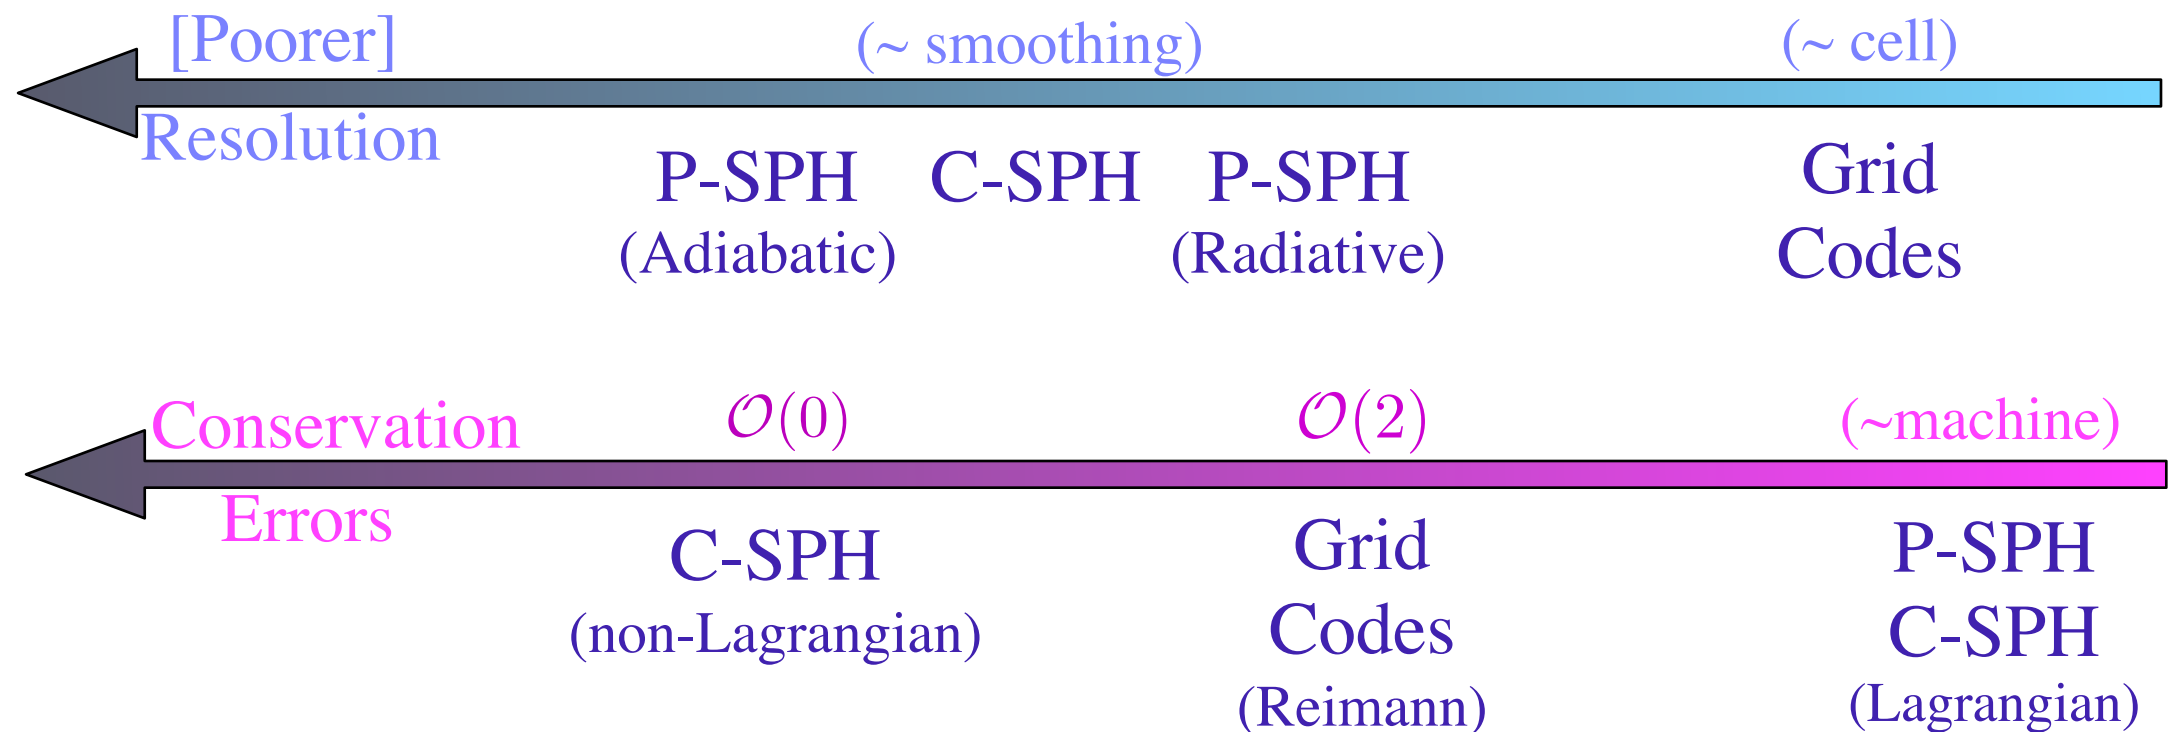 [Poorer] (~ smoothing) (~ cell)
Resolution
P-SPH C-SPH P-SPH Grid
(Adiabatic) (Radiative) Codes
Conservation 𝒪(0) 𝒪(2) (~machine)
Errors
C-SPH Grid P-SPH
(non-Lagrangian) Codes C-SPH
(Reimann) (Lagrangian)